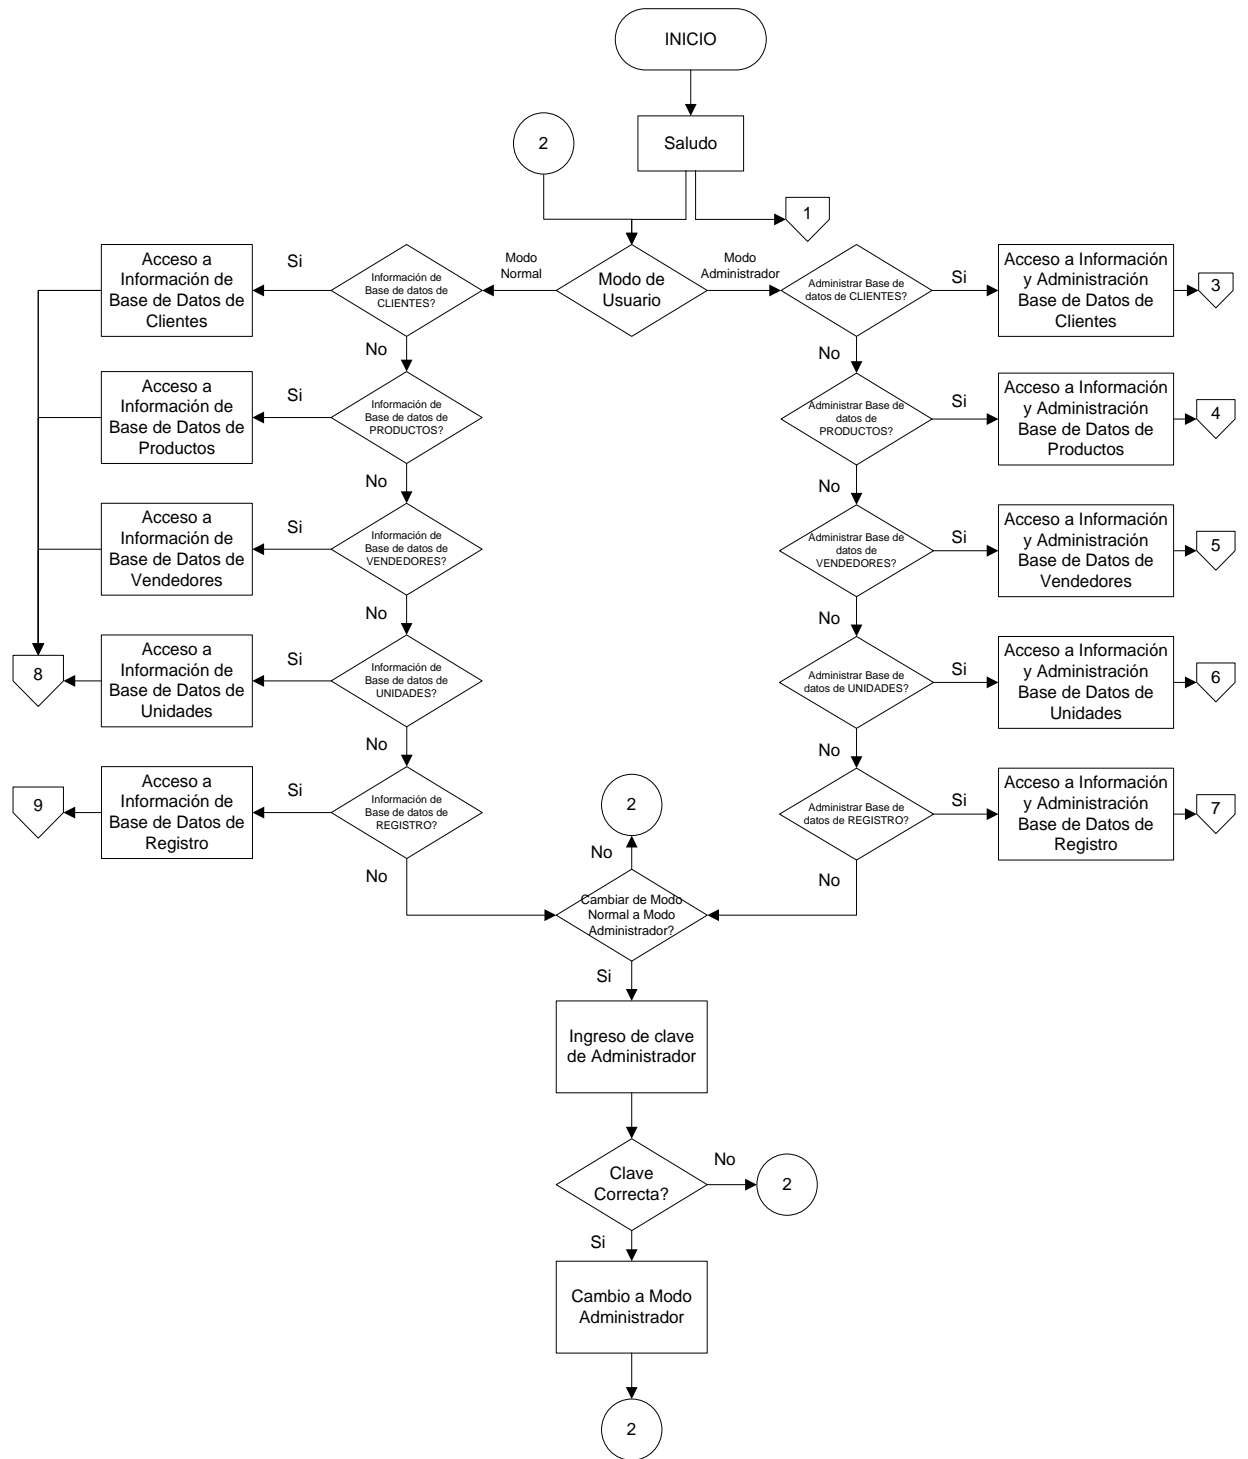 INICIO
2
Saludo
1
Acceso a
Información de
Base de Datos de
Clientes
Si
Información de
Base de datos de
CLIENTES?
Modo
Normal
Modo de
Usuario
Modo
Administrador
Administrar Base de
datos de CLIENTES?
Si
Acceso a Información
y Administración
Base de Datos de
Clientes
3
No
No
Acceso a
Información de
Base de Datos de
Productos
Si
Información de
Base de datos de
PRODUCTOS?
Administrar Base de
datos de
PRODUCTOS?
Si
Acceso a Información
y Administración
Base de Datos de
Productos
4
No
No
Acceso a
Información de
Base de Datos de
Vendedores
Si
Información de
Base de datos de
VENDEDORES?
Administrar Base de
datos de
VENDEDORES?
Si
Acceso a Información
y Administración
Base de Datos de
Vendedores
5
No
No
8
Acceso a
Información de
Base de Datos de
Unidades
Si
Información de
Base de datos de
UNIDADES?
Administrar Base de
datos de UNIDADES?
Si
Acceso a Información
y Administración
Base de Datos de
Unidades
6
No
No
9
Acceso a
Información de
Base de Datos de
Registro
Si
Información de
Base de datos de
REGISTRO?
2
Administrar Base de
datos de REGISTRO?
Si
Acceso a Información
y Administración
Base de Datos de
Registro
7
No
No
No
Cambiar de Modo
Normal a Modo
Administrador?
Si
Ingreso de clave
de Administrador
Clave
Correcta?
No
2
Si
Cambio a Modo
Administrador
2